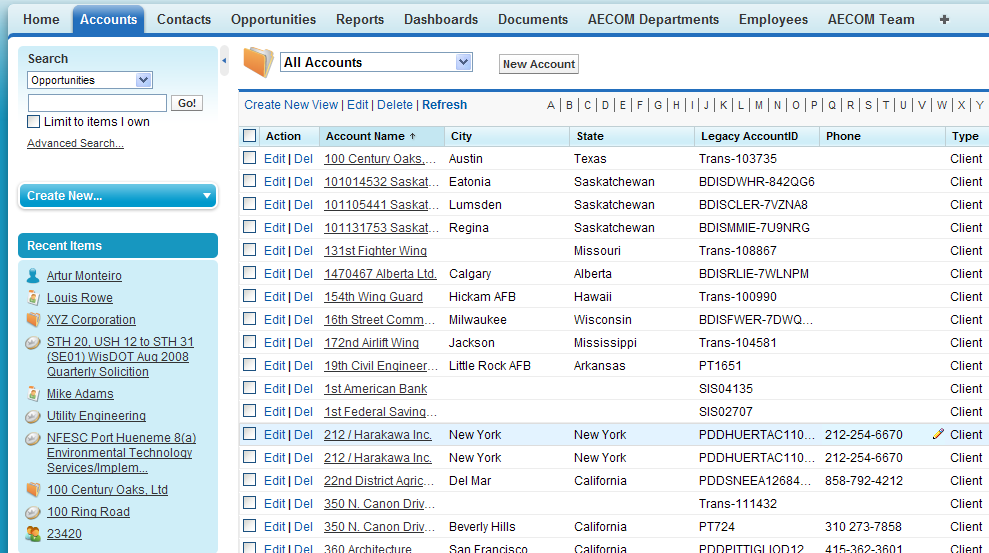 Home Accounts Contacts Opportunities Reports Dashboards Documents AECOM Departments Employees AECOM Team +
Search
Opportunities
Go!
Limit to items I own
Advanced Search...
Create New...
Recent Items
Artur Monteiro
Louis Rowe
XYZ Corporation
STH 20, USH 12 to STH 31
(SE01) WisDOT Aug 2008
Quarterly Solicition
Mike Adams
Utility Engineering
NFESC Port Hueneme 8(a)
Environmental Technology
Services/Implem...
100 Century Oaks, Ltd
100 Ring Road
23420
All Accounts New Account
Create New View | Edit | Delete | Refresh A | B | C | D | E | F | G | H | I | J | K | L | M | N | O | P | Q | R | S | T | U | V | W | X | Y
Action Account Name ↑ City State Legacy AccountID Phone Type
Edit | Del 100 Century Oaks,... Austin Texas Trans-103735 Client
Edit | Del 101014532 Saskat... Eatonia Saskatchewan BDISDWHR-842QG6 Client
Edit | Del 101105441 Saskat... Lumsden Saskatchewan BDISCLER-7VZNA8 Client
Edit | Del 101131753 Saskat... Regina Saskatchewan BDISMMIE-7U9NRG Client
Edit | Del 131st Fighter Wing Missouri Trans-108867 Client
Edit | Del 1470467 Alberta Ltd. Calgary Alberta BDISRLIE-7WLNPM Client
Edit | Del 154th Wing Guard Hickam AFB Hawaii Trans-100990 Client
Edit | Del 16th Street Comm... Milwaukee Wisconsin BDISFWER-7DWQ... Client
Edit | Del 172nd Airlift Wing Jackson Mississippi Trans-104581 Client
Edit | Del 19th Civil Engineer... Little Rock AFB Arkansas PT1651 Client
Edit | Del 1st American Bank SIS04135 Client
Edit | Del 1st Federal Saving... SIS02707 Client
Edit | Del 212 / Harakawa Inc. New York New York PDDHUERTAC110... 212-254-6670 Client
Edit | Del 212 / Harakawa Inc. New York New York PDDHUERTAC110... 212-254-6670 Client
Edit | Del 22nd District Agric... Del Mar California PDDSNEEA12684... 858-792-4212 Client
Edit | Del 350 N. Canon Driv... Trans-111432 Client
Edit | Del 350 N. Canon Driv... Beverly Hills California PT724 310 273-7858 Client
Edit | Del 360 Architecture San Francisco California PDDPITTIGLIOD12 415-362-3601 Client